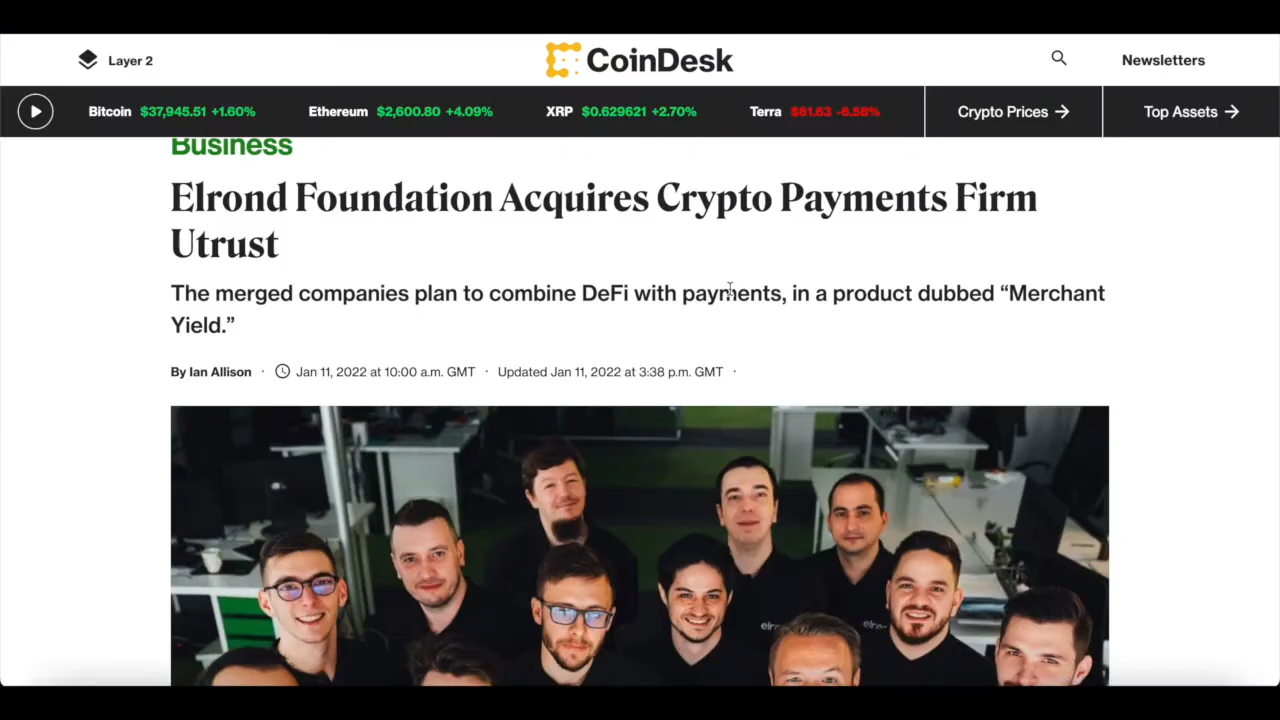 Layer 2
CoinDesk
Newsletters
Bitcoin $37,945.51 +1.60% Ethereum $2,600.80 +4.09% XRP $0.629621 +2.70% Terra $61.63 -6.58% Crypto Prices → Top Assets →
Business
Elrond Foundation Acquires Crypto Payments Firm
Utrust
The merged companies plan to combine DeFi with payments, in a product dubbed “Merchant
Yield.”
By Ian Allison · Jan 11, 2022 at 10:00 a.m. GMT · Updated Jan 11, 2022 at 3:38 p.m. GMT ·